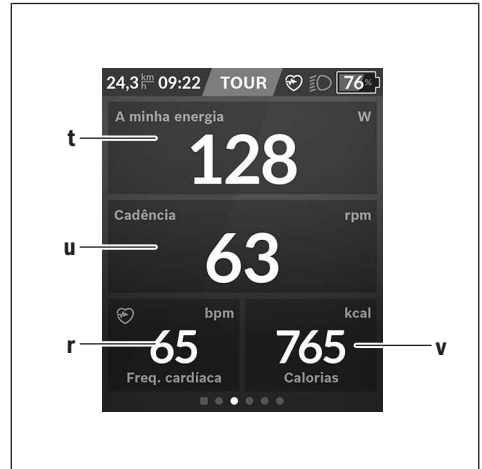 24,3 km/h 09:22 TOUR 76%
A minha energia W
t
128
Cadência rpm
u
63
bpm kcal
r 65 765 v
Freq. cardíaca Calorias